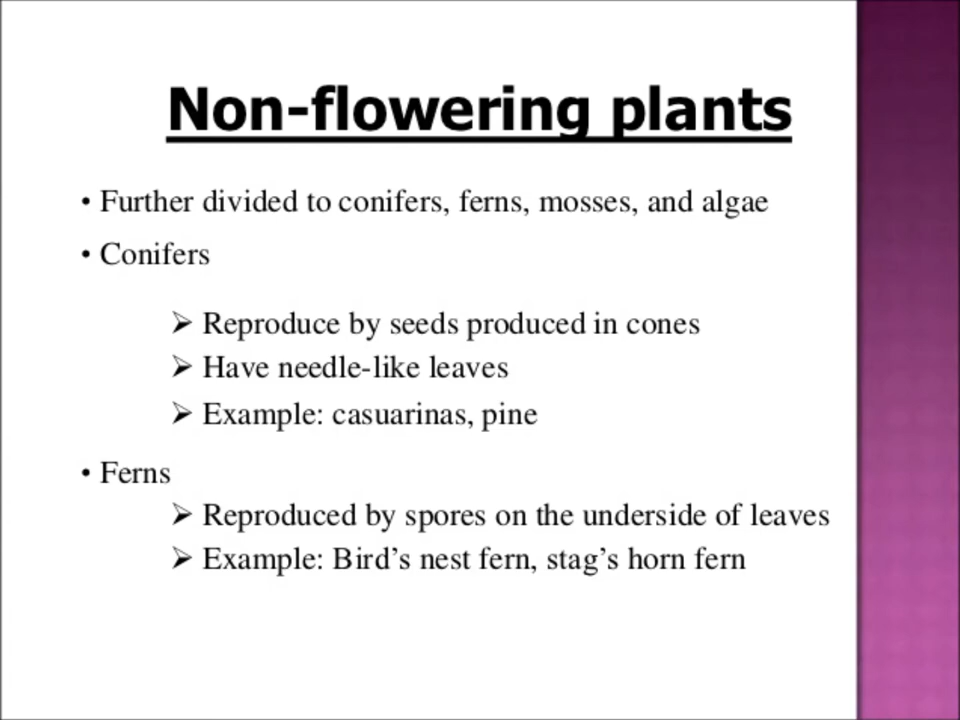 Non-flowering plants
• Further divided to conifers, ferns, mosses, and algae
• Conifers
➢ Reproduce by seeds produced in cones
➢ Have needle-like leaves
➢ Example: casuarinas, pine
• Ferns
➢ Reproduced by spores on the underside of leaves
➢ Example: Bird’s nest fern, stag’s horn fern